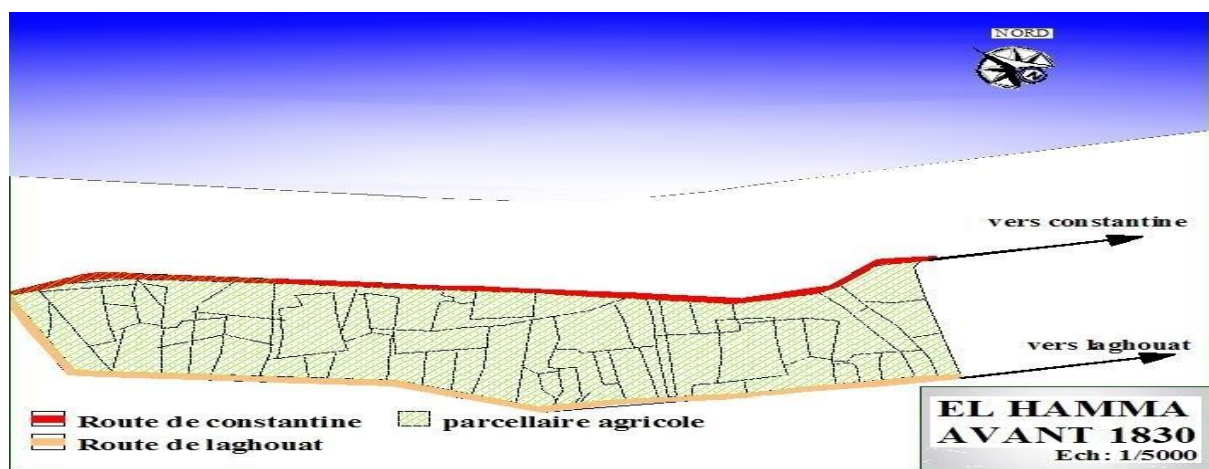 NORD
N
vers constantine
vers laghouat
Route de constantine
parcellaire agricole
Route de laghouat
EL HAMMA
AVANT 1830
Ech: 1/5000